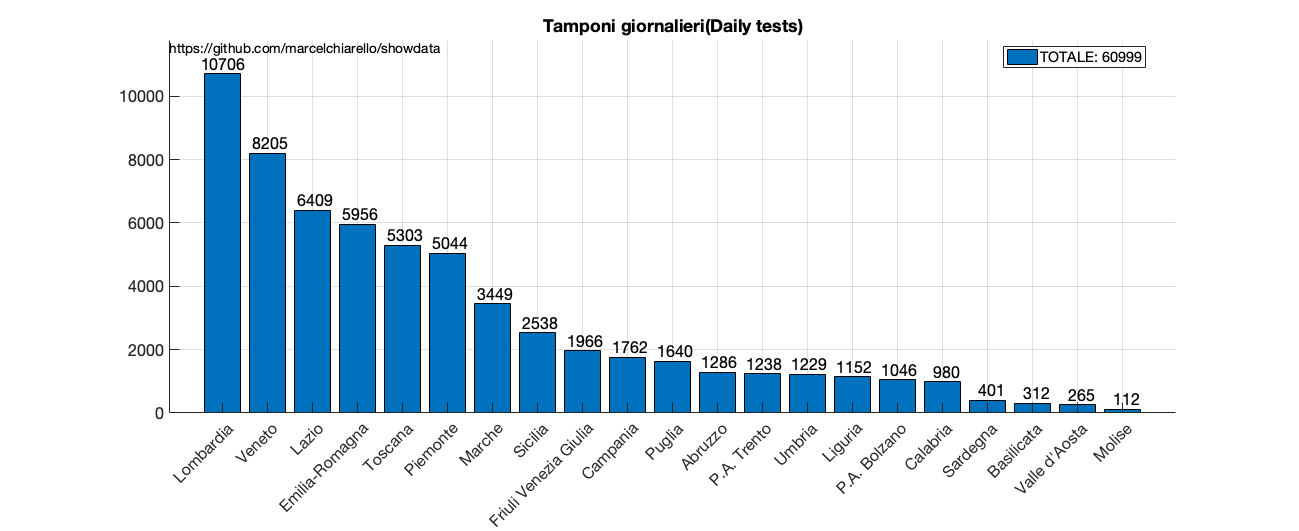 Tamponi giornalieri(Daily tests)
https://github.com/marcelchiarello/showdata
TOTALE: 60999
10706
8205
6409
5956
5303
5044
3449
2538
1966
1762
1640
1286
1238
1229
1152
1046
980
401
312
265
112
10000
8000
6000
4000
2000
0
Lombardia
Veneto
Lazio
Emilia-Romagna
Toscana
Piemonte
Marche
Sicilia
Friuli Venezia Giulia
Campania
Puglia
Abruzzo
P.A. Trento
Umbria
Liguria
P.A. Bolzano
Calabria
Sardegna
Basilicata
Valle d'Aosta
Molise